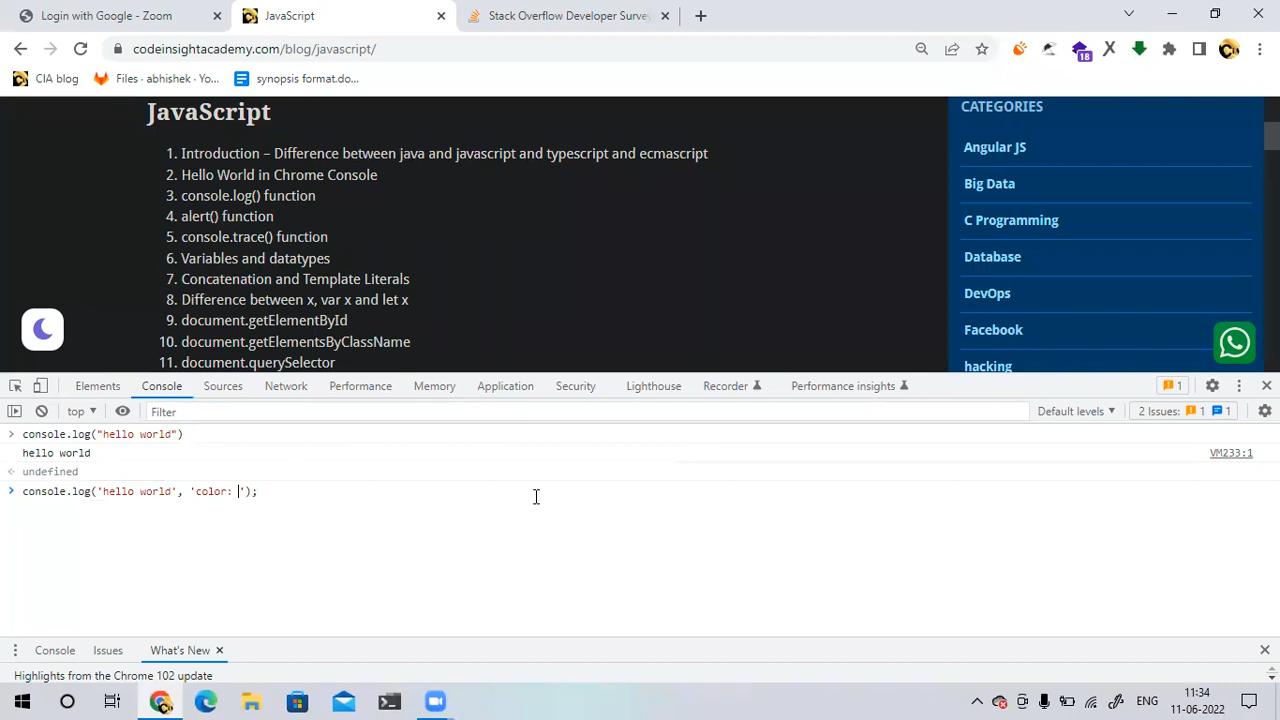 Login with Google - Zoom
JavaScript
Stack Overflow Developer Surve
codeinsightacademy.com/blog/javascript/
18
CIA blog
Files · abhishek · Yo...
synopsis format.do...
JavaScript
1. Introduction – Difference between java and javascript and typescript and ecmascript
2. Hello World in Chrome Console
3. console.log() function
4. alert() function
5. console.trace() function
6. Variables and datatypes
7. Concatenation and Template Literals
8. Difference between x, var x and let x
9. document.getElementById
10. document.getElementsByClassName
11. document.querySelector
CATEGORIES
Angular JS
Big Data
C Programming
Database
DevOps
Facebook
hacking
Elements
Console
Sources
Network
Performance
Memory
Application
Security
Lighthouse
Recorder
Performance insights
1
top
Filter
Default levels
2 Issues: 1 1
console.log("hello world")
hello world
VM233:1
undefined
console.log('hello world', 'color: ');
Console
Issues
What's New
Highlights from the Chrome 102 update
ENG
11:34
11-06-2022